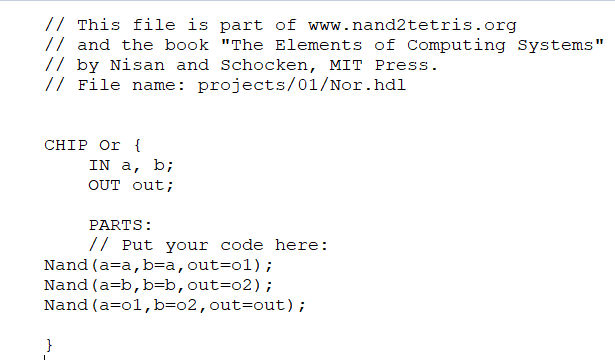 // This file is part of www.nand2tetris.org
// and the book "The Elements of Computing Systems"
// by Nisan and Schocken, MIT Press.
// File name: projects/01/Nor.hdl
CHIP Or {
IN a, b;
OUT out;
PARTS:
// Put your code here:
Nand(a=a,b=a,out=o1);
Nand(a=b,b=b,out=o2);
Nand(a=o1,b=o2,out=out);
}